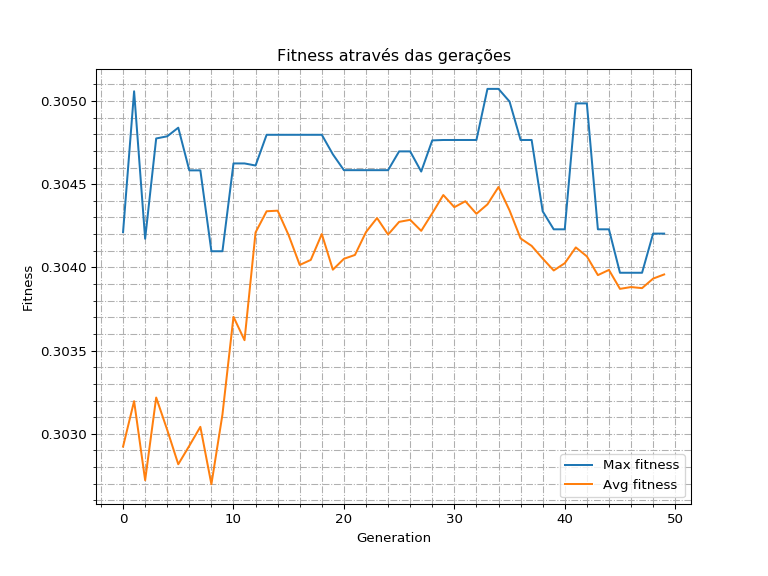 Fitness através das gerações
0.3050
0.3045
0.3040
0.3035
0.3030
Fitness
0 10 20 30 40 50
Generation
Max fitness
Avg fitness